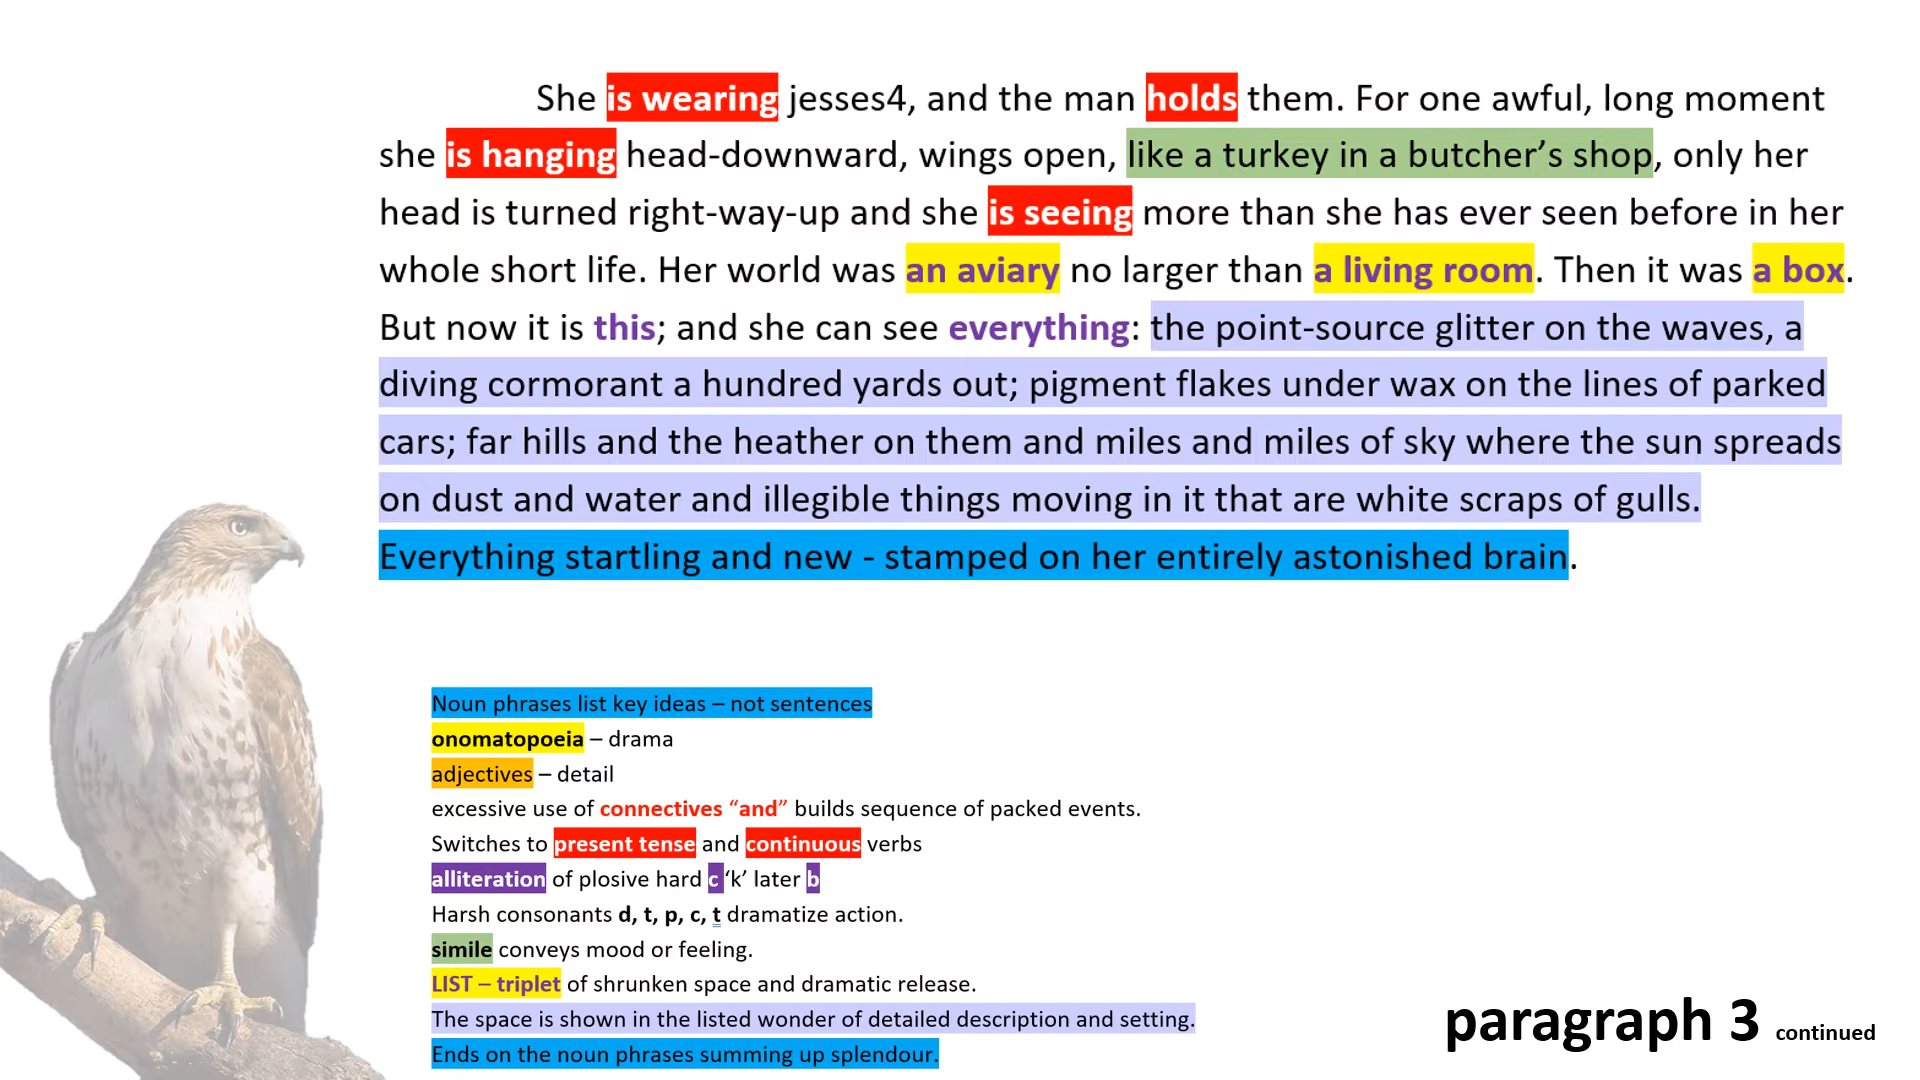 She is wearing jesses4, and the man holds them. For one awful, long moment
she is hanging head-downward, wings open, like a turkey in a butcher’s shop, only her
head is turned right-way-up and she is seeing more than she has ever seen before in her
whole short life. Her world was an aviary no larger than a living room. Then it was a box.
But now it is this; and she can see everything: the point-source glitter on the waves, a
diving cormorant a hundred yards out; pigment flakes under wax on the lines of parked
cars; far hills and the heather on them and miles and miles of sky where the sun spreads
on dust and water and illegible things moving in it that are white scraps of gulls.
Everything startling and new - stamped on her entirely astonished brain.
Noun phrases list key ideas – not sentences
onomatopoeia – drama
adjectives – detail
excessive use of connectives “and” builds sequence of packed events.
Switches to present tense and continuous verbs
alliteration of plosive hard c ‘k’ later b
Harsh consonants d, t, p, c, t dramatize action.
simile conveys mood or feeling.
LIST – triplet of shrunken space and dramatic release.
The space is shown in the listed wonder of detailed description and setting.
Ends on the noun phrases summing up splendour.
paragraph 3 continued